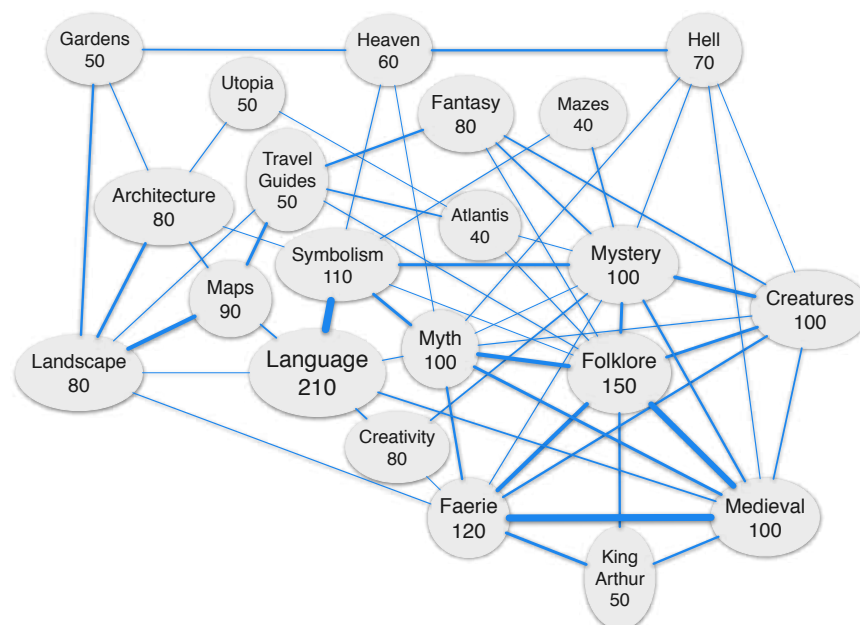 Gardens
50
Heaven
60
Hell
70
Utopia
50
Fantasy
80
Mazes
40
Travel
Guides
50
Architecture
80
Atlantis
40
Symbolism
110
Mystery
100
Maps
90
Creatures
100
Landscape
80
Language
210
Myth
100
Folklore
150
Creativity
80
Faerie
120
Medieval
100
King
Arthur
50